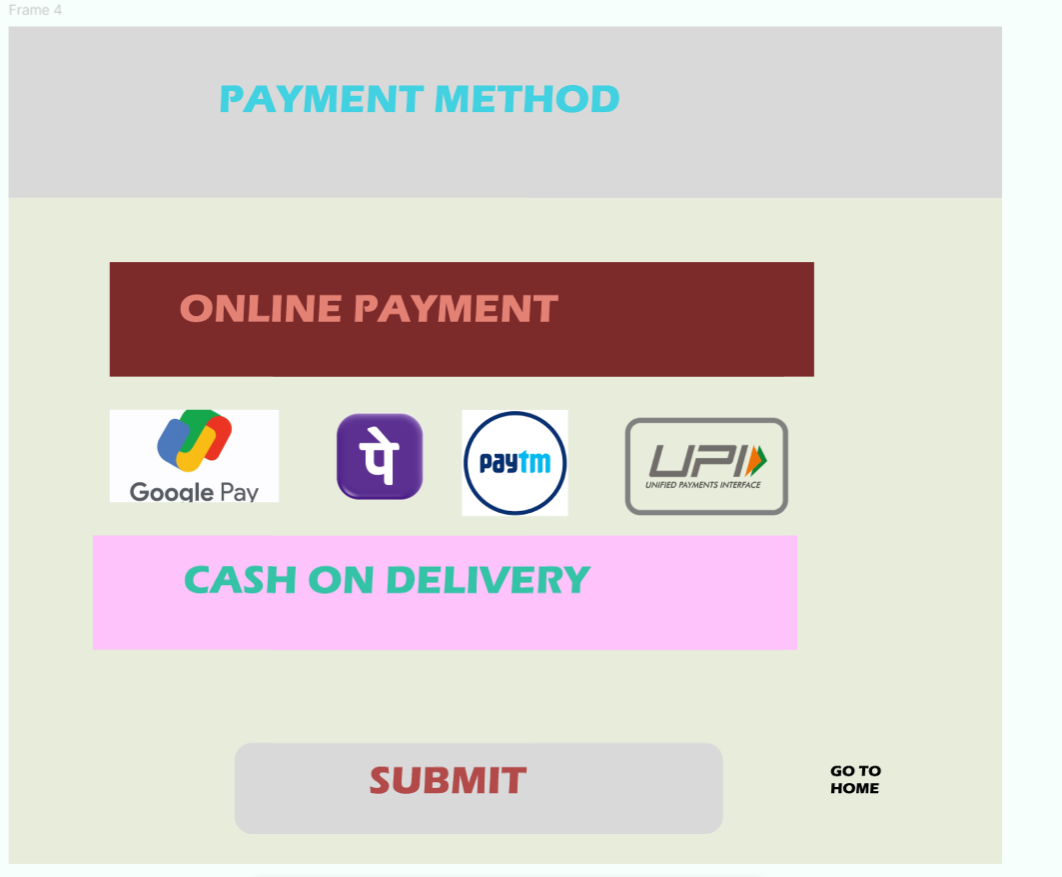 Frame 4
PAYMENT METHOD
ONLINE PAYMENT
Google Pay
पे
paytm
UPI
UNIFIED PAYMENTS INTERFACE
CASH ON DELIVERY
SUBMIT
GO TO
HOME